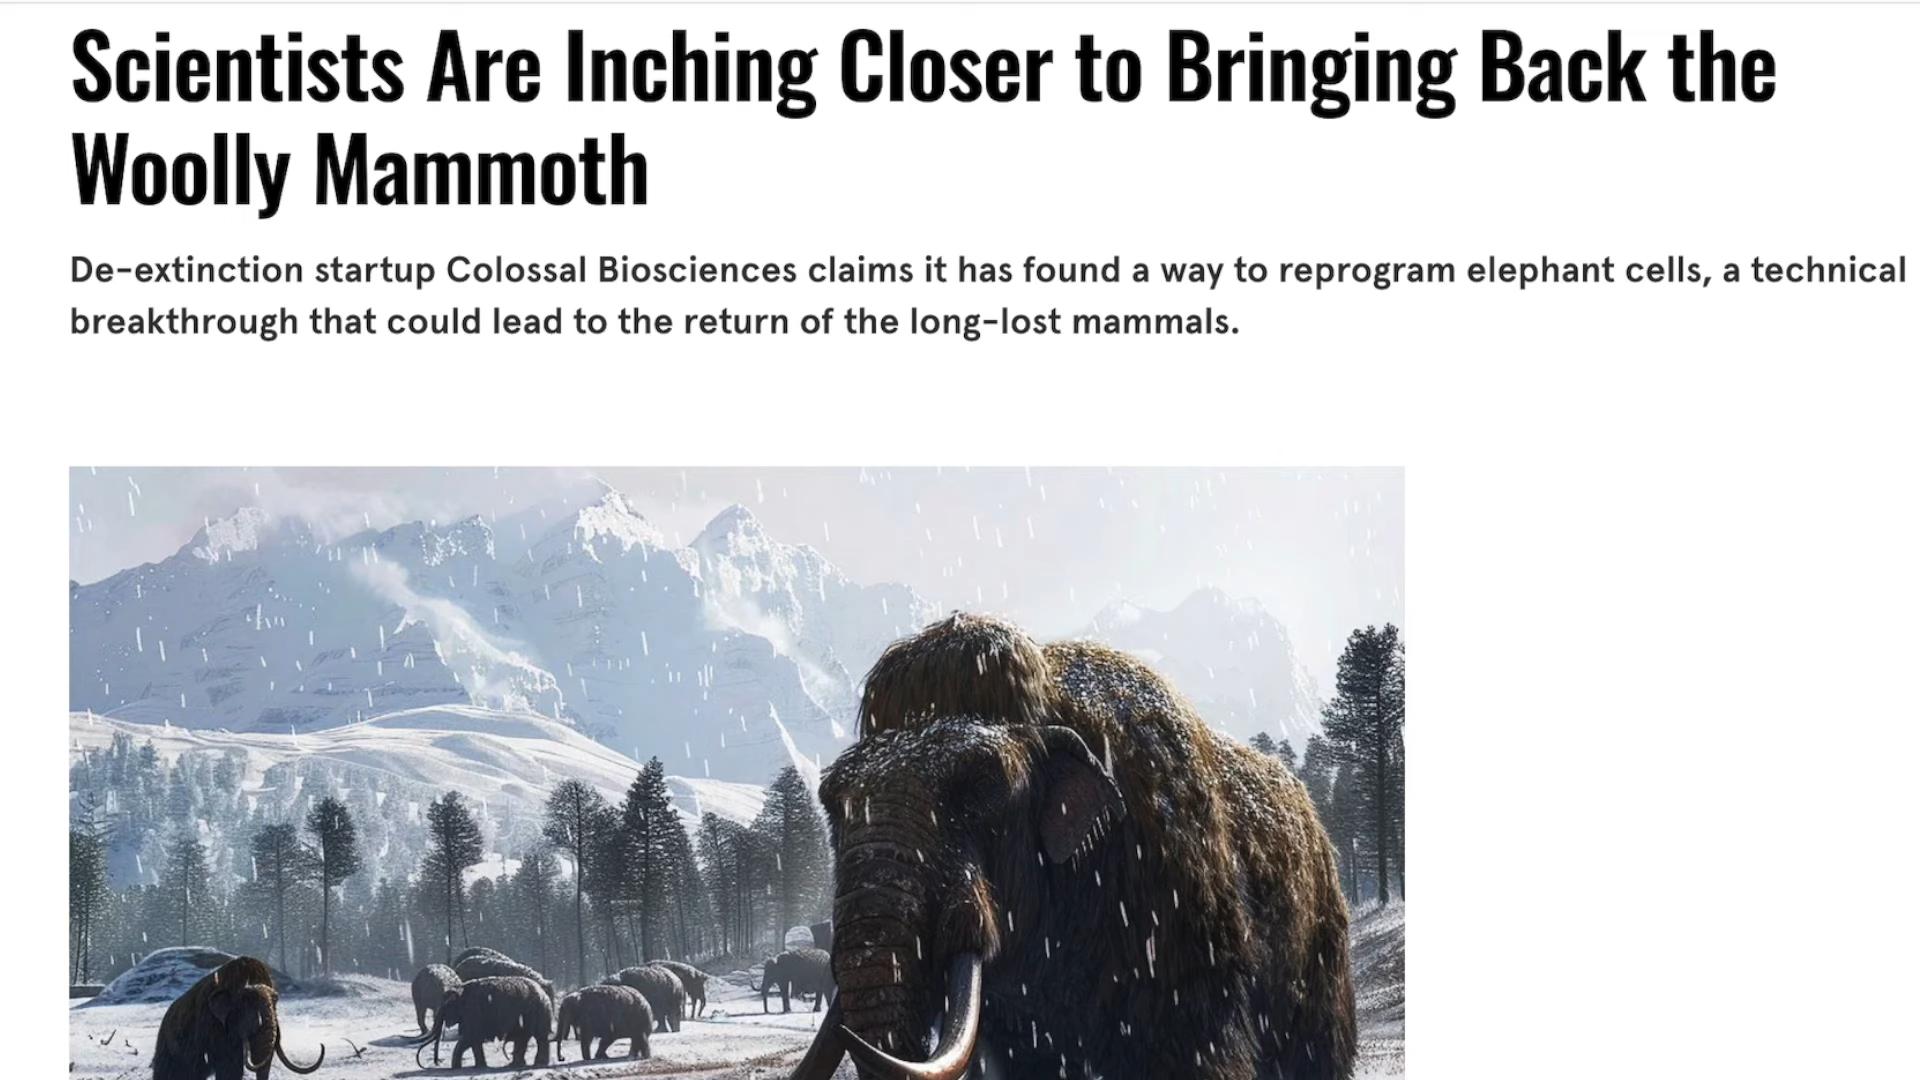 Scientists Are Inching Closer to Bringing Back the
Woolly Mammoth
De-extinction startup Colossal Biosciences claims it has found a way to reprogram elephant cells, a technical
breakthrough that could lead to the return of the long-lost mammals.